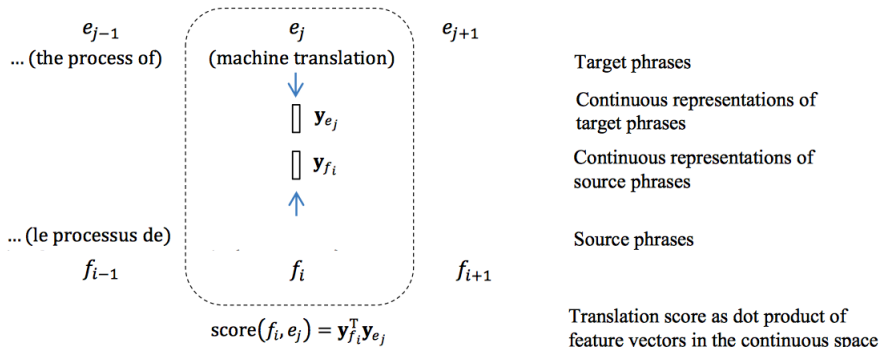 e_{j−1} e_j e_{j+1}
... (the process of) (machine translation) Target phrases
Continuous representations of
target phrases
y_{e_j}
Continuous representations of
source phrases
y_{f_i}
... (le processus de) Source phrases
f_{i−1} f_i f_{i+1}
score(f_i, e_j) = y_{f_i}^T y_{e_j}
Translation score as dot product of
feature vectors in the continuous space